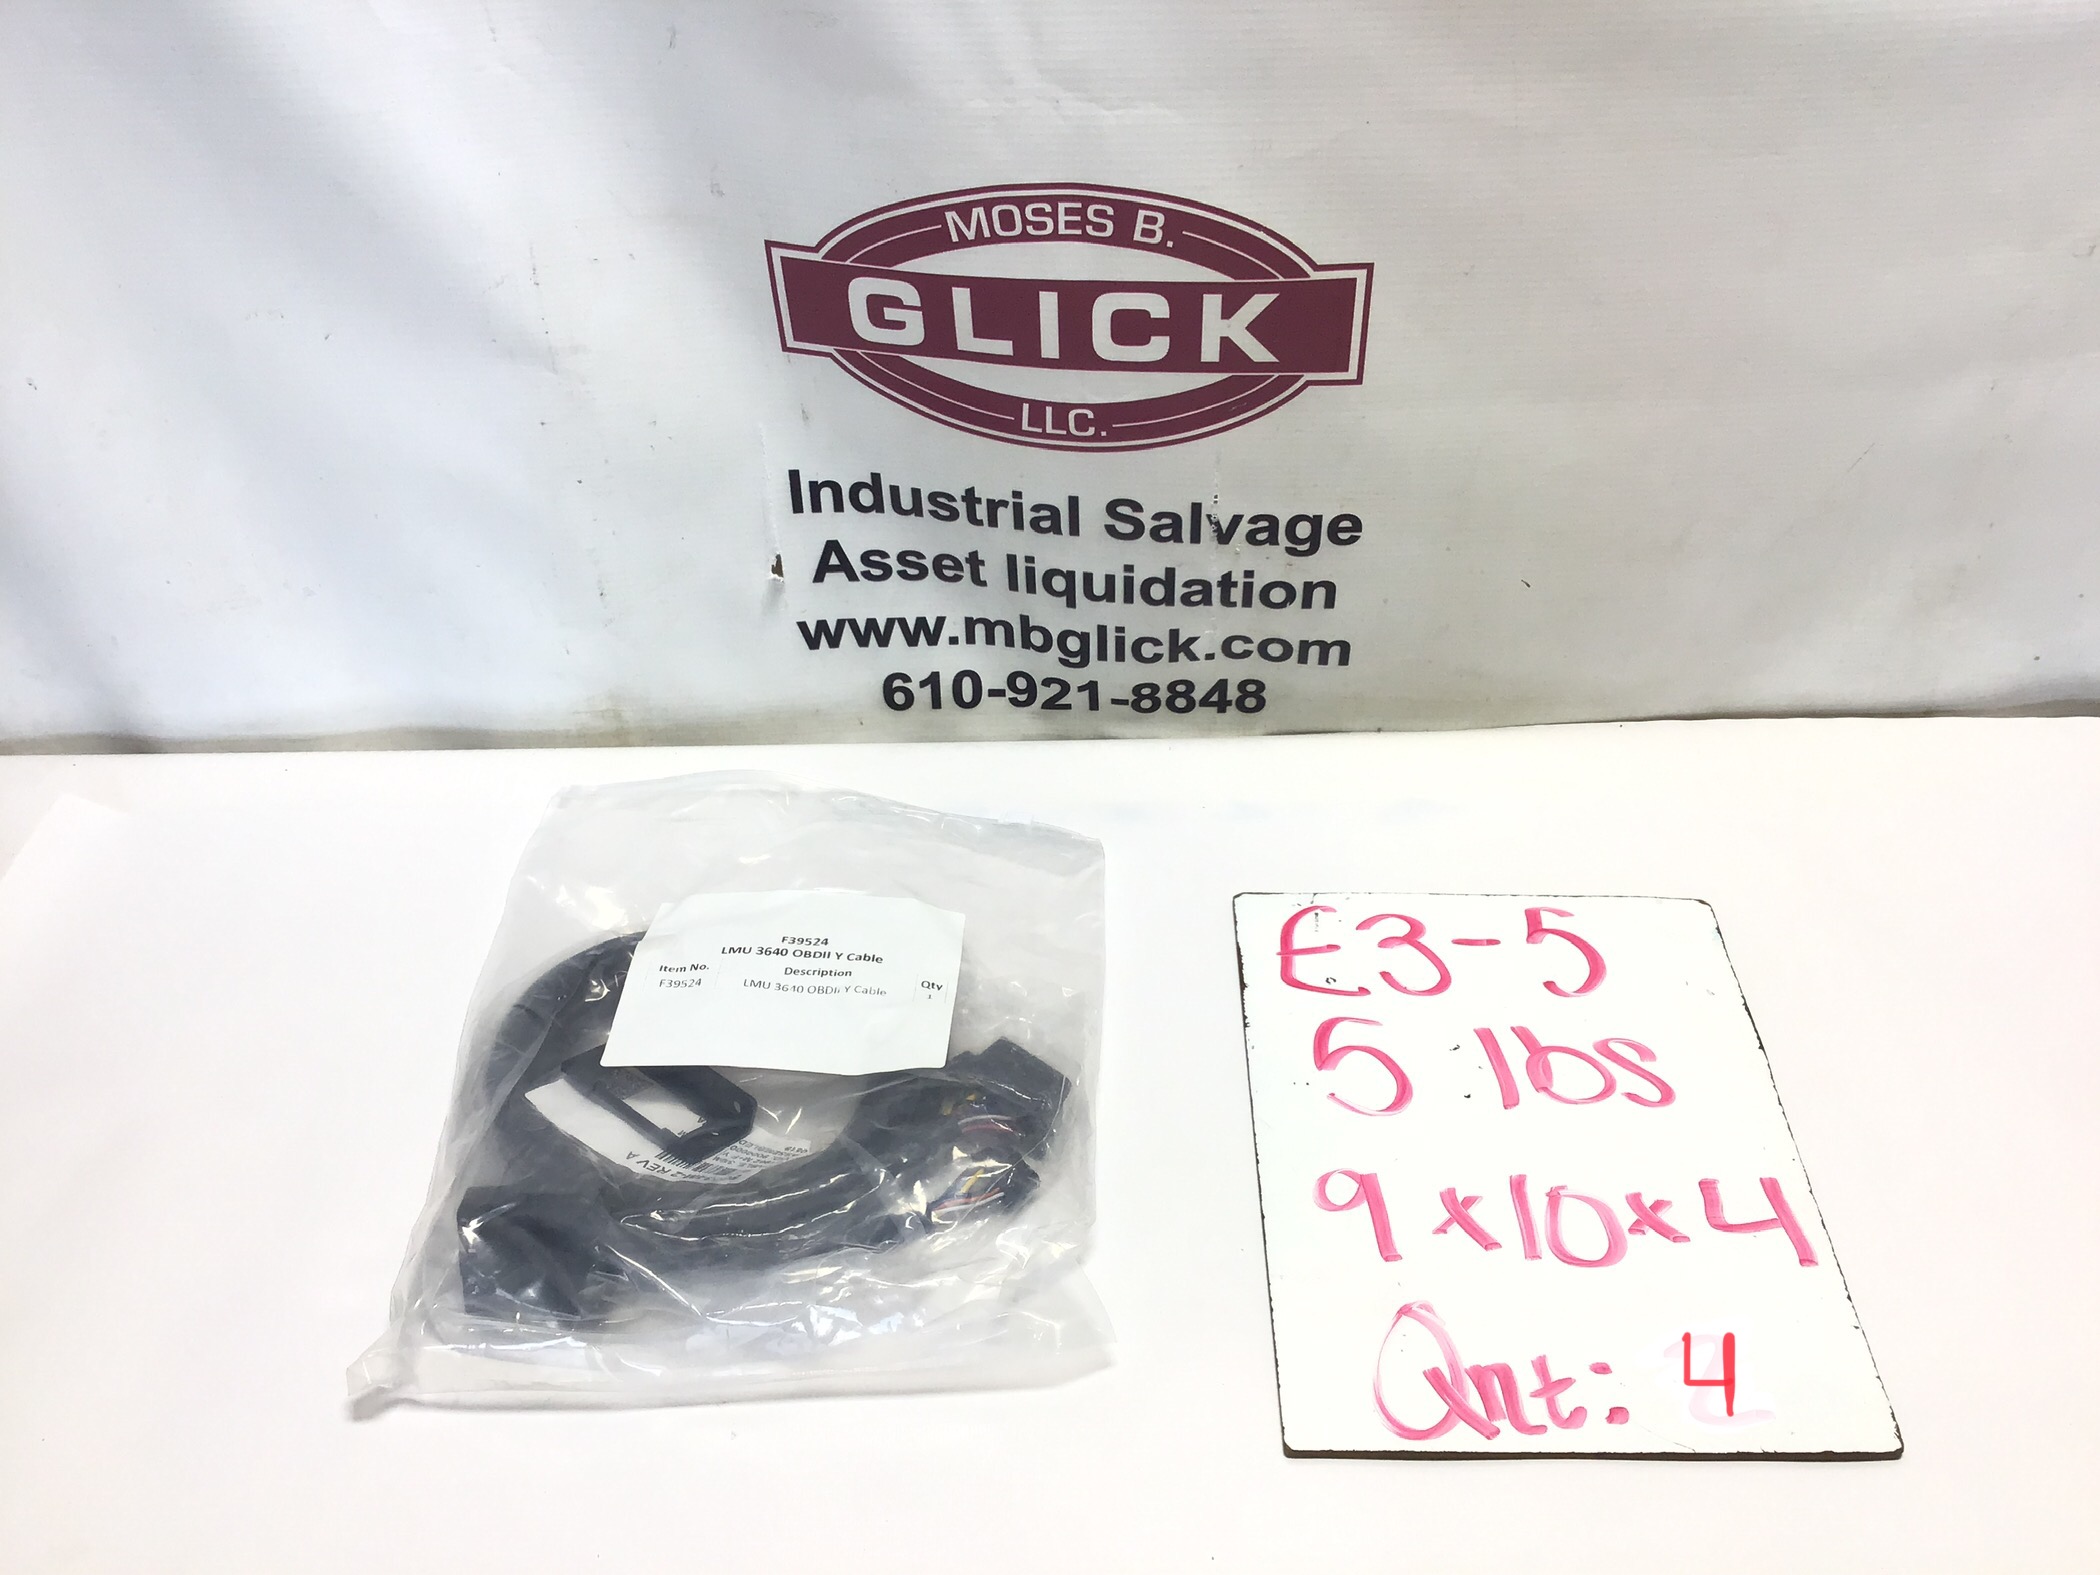 MOSES B.
GLICK
LLC.
Industrial Salvage
Asset liquidation
www.mbglick.com
610-921-8848
F39524
LMU 3640 OBDII Y Cable
Item No. Description Qty
F39524 LMU 3640 OBDII Y Cable 1
REV A
E3-5
5 lbs
9x10x4
Qnt: 4